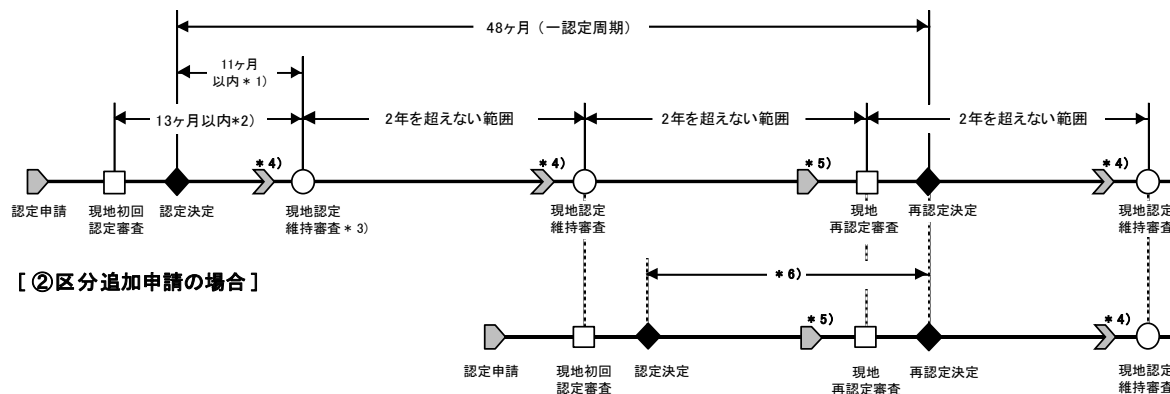 48ヶ月（一認定周期）
11ヶ月
以内＊1)
13ヶ月以内*2)
2年を超えない範囲
2年を超えない範囲
2年を超えない範囲
＊4)
＊4)
＊5)
＊4)
認定申請
現地初回
認定審査
認定決定
現地認定
維持審査＊3)
現地認定
維持審査
現地
再認定審査
再認定決定
現地認定
維持審査
[ ②区分追加申請の場合 ]
＊6)
＊5)
＊4)
認定申請
現地初回
認定審査
認定決定
現地
再認定審査
再認定決定
現地認定
維持審査